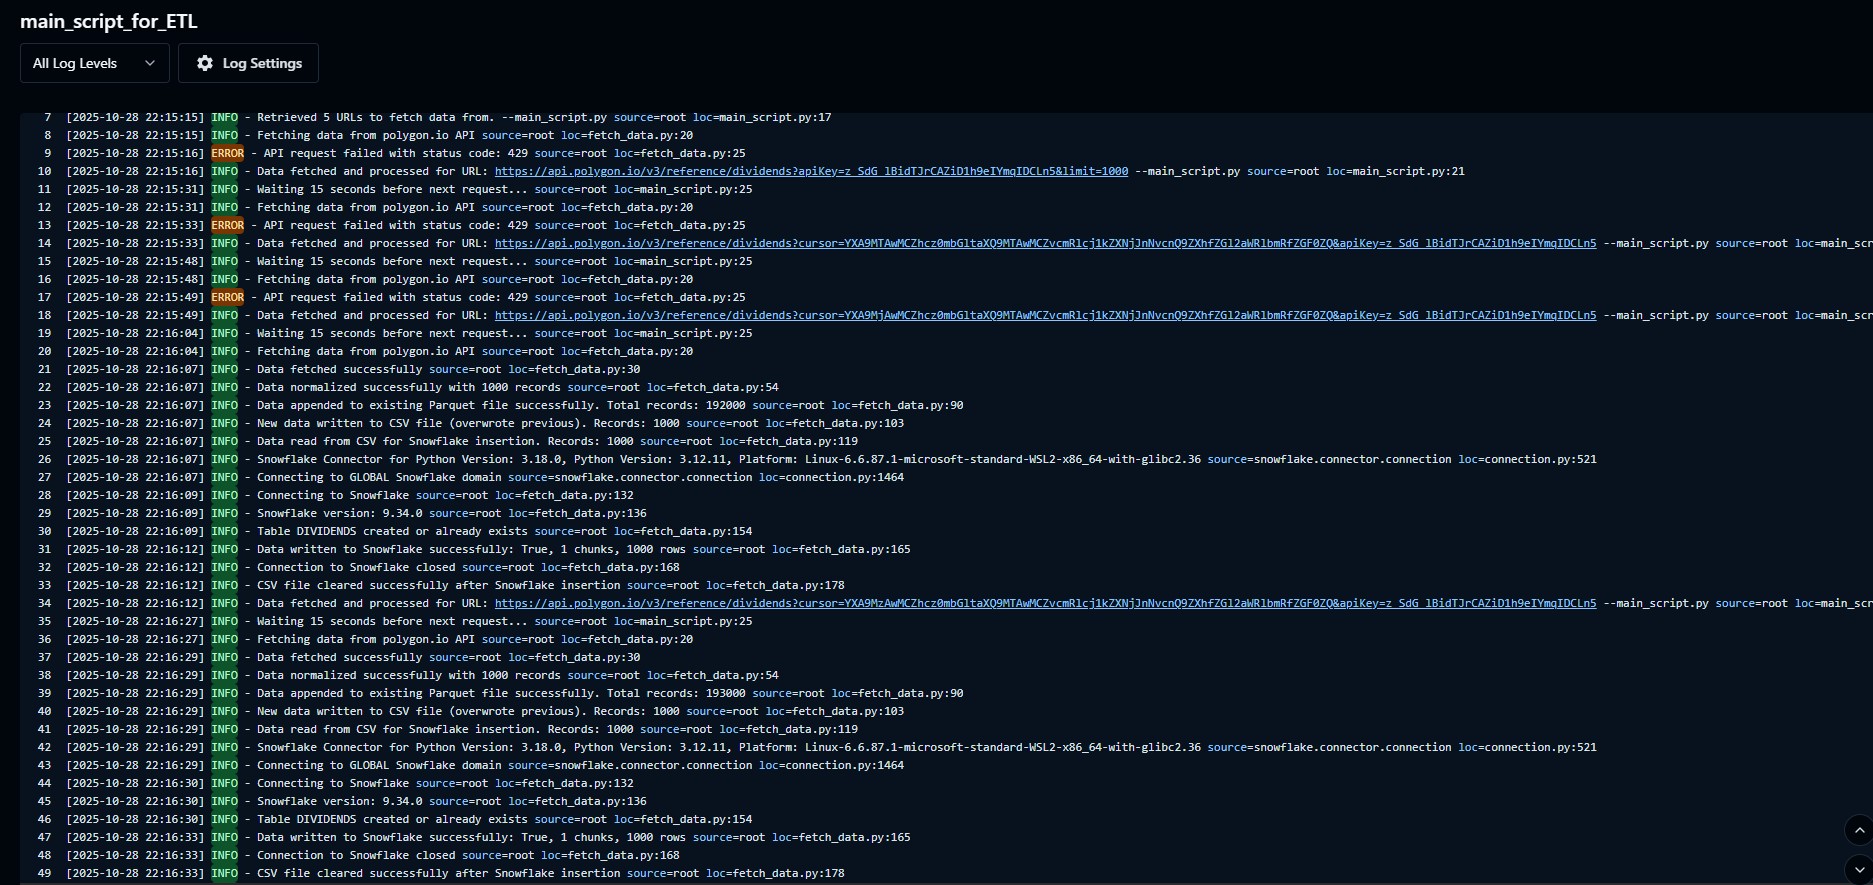 main_script_for_ETL
All Log Levels
Log Settings
7 [2025-10-28 22:15:15] INFO - Retrieved 5 URLs to fetch data from. --main_script.py source=root loc=main_script.py:17
8 [2025-10-28 22:15:15] INFO - Fetching data from polygon.io API source=root loc=fetch_data.py:20
9 [2025-10-28 22:15:16] ERROR - API request failed with status code: 429 source=root loc=fetch_data.py:25
10 [2025-10-28 22:15:16] INFO - Data fetched and processed for URL: https://api.polygon.io/v3/reference/dividends?apiKey=z_SdG_lBidTJrCAZiD1h9eIYmqIDCLn5&limit=1000 --main_script.py source=root loc=main_script.py:21
11 [2025-10-28 22:15:31] INFO - Waiting 15 seconds before next request... source=root loc=main_script.py:25
12 [2025-10-28 22:15:31] INFO - Fetching data from polygon.io API source=root loc=fetch_data.py:20
13 [2025-10-28 22:15:33] ERROR - API request failed with status code: 429 source=root loc=fetch_data.py:25
14 [2025-10-28 22:15:33] INFO - Data fetched and processed for URL: https://api.polygon.io/v3/reference/dividends?cursor=YXA9MTAwMCZhcz0mbGltaXQ9MTAwMCZvcmRlcj1kZXNjJnNvcnQ9ZXhfZGl2aWRlbmRfZGF0ZQ&apiKey=z_SdG_lBidTJrCAZiD1h9eIYmqIDCLn5 --main_script.py source=root loc=main_scr
15 [2025-10-28 22:15:48] INFO - Waiting 15 seconds before next request... source=root loc=main_script.py:25
16 [2025-10-28 22:15:48] INFO - Fetching data from polygon.io API source=root loc=fetch_data.py:20
17 [2025-10-28 22:15:49] ERROR - API request failed with status code: 429 source=root loc=fetch_data.py:25
18 [2025-10-28 22:15:49] INFO - Data fetched and processed for URL: https://api.polygon.io/v3/reference/dividends?cursor=YXA9MjAwMCZhcz0mbGltaXQ9MTAwMCZvcmRlcj1kZXNjJnNvcnQ9ZXhfZGl2aWRlbmRfZGF0ZQ&apiKey=z_SdG_lBidTJrCAZiD1h9eIYmqIDCLn5 --main_script.py source=root loc=main_scr
19 [2025-10-28 22:16:04] INFO - Waiting 15 seconds before next request... source=root loc=main_script.py:25
20 [2025-10-28 22:16:04] INFO - Fetching data from polygon.io API source=root loc=fetch_data.py:20
21 [2025-10-28 22:16:07] INFO - Data fetched successfully source=root loc=fetch_data.py:30
22 [2025-10-28 22:16:07] INFO - Data normalized successfully with 1000 records source=root loc=fetch_data.py:54
23 [2025-10-28 22:16:07] INFO - Data appended to existing Parquet file successfully. Total records: 192000 source=root loc=fetch_data.py:90
24 [2025-10-28 22:16:07] INFO - New data written to CSV file (overwrote previous). Records: 1000 source=root loc=fetch_data.py:103
25 [2025-10-28 22:16:07] INFO - Data read from CSV for Snowflake insertion. Records: 1000 source=root loc=fetch_data.py:119
26 [2025-10-28 22:16:07] INFO - Snowflake Connector for Python Version: 3.18.0, Python Version: 3.12.11, Platform: Linux-6.6.87.1-microsoft-standard-WSL2-x86_64-with-glibc2.36 source=snowflake.connector.connection loc=connection.py:521
27 [2025-10-28 22:16:07] INFO - Connecting to GLOBAL Snowflake domain source=snowflake.connector.connection loc=connection.py:1464
28 [2025-10-28 22:16:09] INFO - Connecting to Snowflake source=root loc=fetch_data.py:132
29 [2025-10-28 22:16:09] INFO - Snowflake version: 9.34.0 source=root loc=fetch_data.py:136
30 [2025-10-28 22:16:09] INFO - Table DIVIDENDS created or already exists source=root loc=fetch_data.py:154
31 [2025-10-28 22:16:12] INFO - Data written to Snowflake successfully: True, 1 chunks, 1000 rows source=root loc=fetch_data.py:165
32 [2025-10-28 22:16:12] INFO - Connection to Snowflake closed source=root loc=fetch_data.py:168
33 [2025-10-28 22:16:12] INFO - CSV file cleared successfully after Snowflake insertion source=root loc=fetch_data.py:178
34 [2025-10-28 22:16:12] INFO - Data fetched and processed for URL: https://api.polygon.io/v3/reference/dividends?cursor=YXA9MzAwMCZhcz0mbGltaXQ9MTAwMCZvcmRlcj1kZXNjJnNvcnQ9ZXhfZGl2aWRlbmRfZGF0ZQ&apiKey=z_SdG_lBidTJrCAZiD1h9eIYmqIDCLn5 --main_script.py source=root loc=main_scr
35 [2025-10-28 22:16:27] INFO - Waiting 15 seconds before next request... source=root loc=main_script.py:25
36 [2025-10-28 22:16:27] INFO - Fetching data from polygon.io API source=root loc=fetch_data.py:20
37 [2025-10-28 22:16:29] INFO - Data fetched successfully source=root loc=fetch_data.py:30
38 [2025-10-28 22:16:29] INFO - Data normalized successfully with 1000 records source=root loc=fetch_data.py:54
39 [2025-10-28 22:16:29] INFO - Data appended to existing Parquet file successfully. Total records: 193000 source=root loc=fetch_data.py:90
40 [2025-10-28 22:16:29] INFO - New data written to CSV file (overwrote previous). Records: 1000 source=root loc=fetch_data.py:103
41 [2025-10-28 22:16:29] INFO - Data read from CSV for Snowflake insertion. Records: 1000 source=root loc=fetch_data.py:119
42 [2025-10-28 22:16:29] INFO - Snowflake Connector for Python Version: 3.18.0, Python Version: 3.12.11, Platform: Linux-6.6.87.1-microsoft-standard-WSL2-x86_64-with-glibc2.36 source=snowflake.connector.connection loc=connection.py:521
43 [2025-10-28 22:16:29] INFO - Connecting to GLOBAL Snowflake domain source=snowflake.connector.connection loc=connection.py:1464
44 [2025-10-28 22:16:30] INFO - Connecting to Snowflake source=root loc=fetch_data.py:132
45 [2025-10-28 22:16:30] INFO - Snowflake version: 9.34.0 source=root loc=fetch_data.py:136
46 [2025-10-28 22:16:30] INFO - Table DIVIDENDS created or already exists source=root loc=fetch_data.py:154
47 [2025-10-28 22:16:33] INFO - Data written to Snowflake successfully: True, 1 chunks, 1000 rows source=root loc=fetch_data.py:165
48 [2025-10-28 22:16:33] INFO - Connection to Snowflake closed source=root loc=fetch_data.py:168
49 [2025-10-28 22:16:33] INFO - CSV file cleared successfully after Snowflake insertion source=root loc=fetch_data.py:178